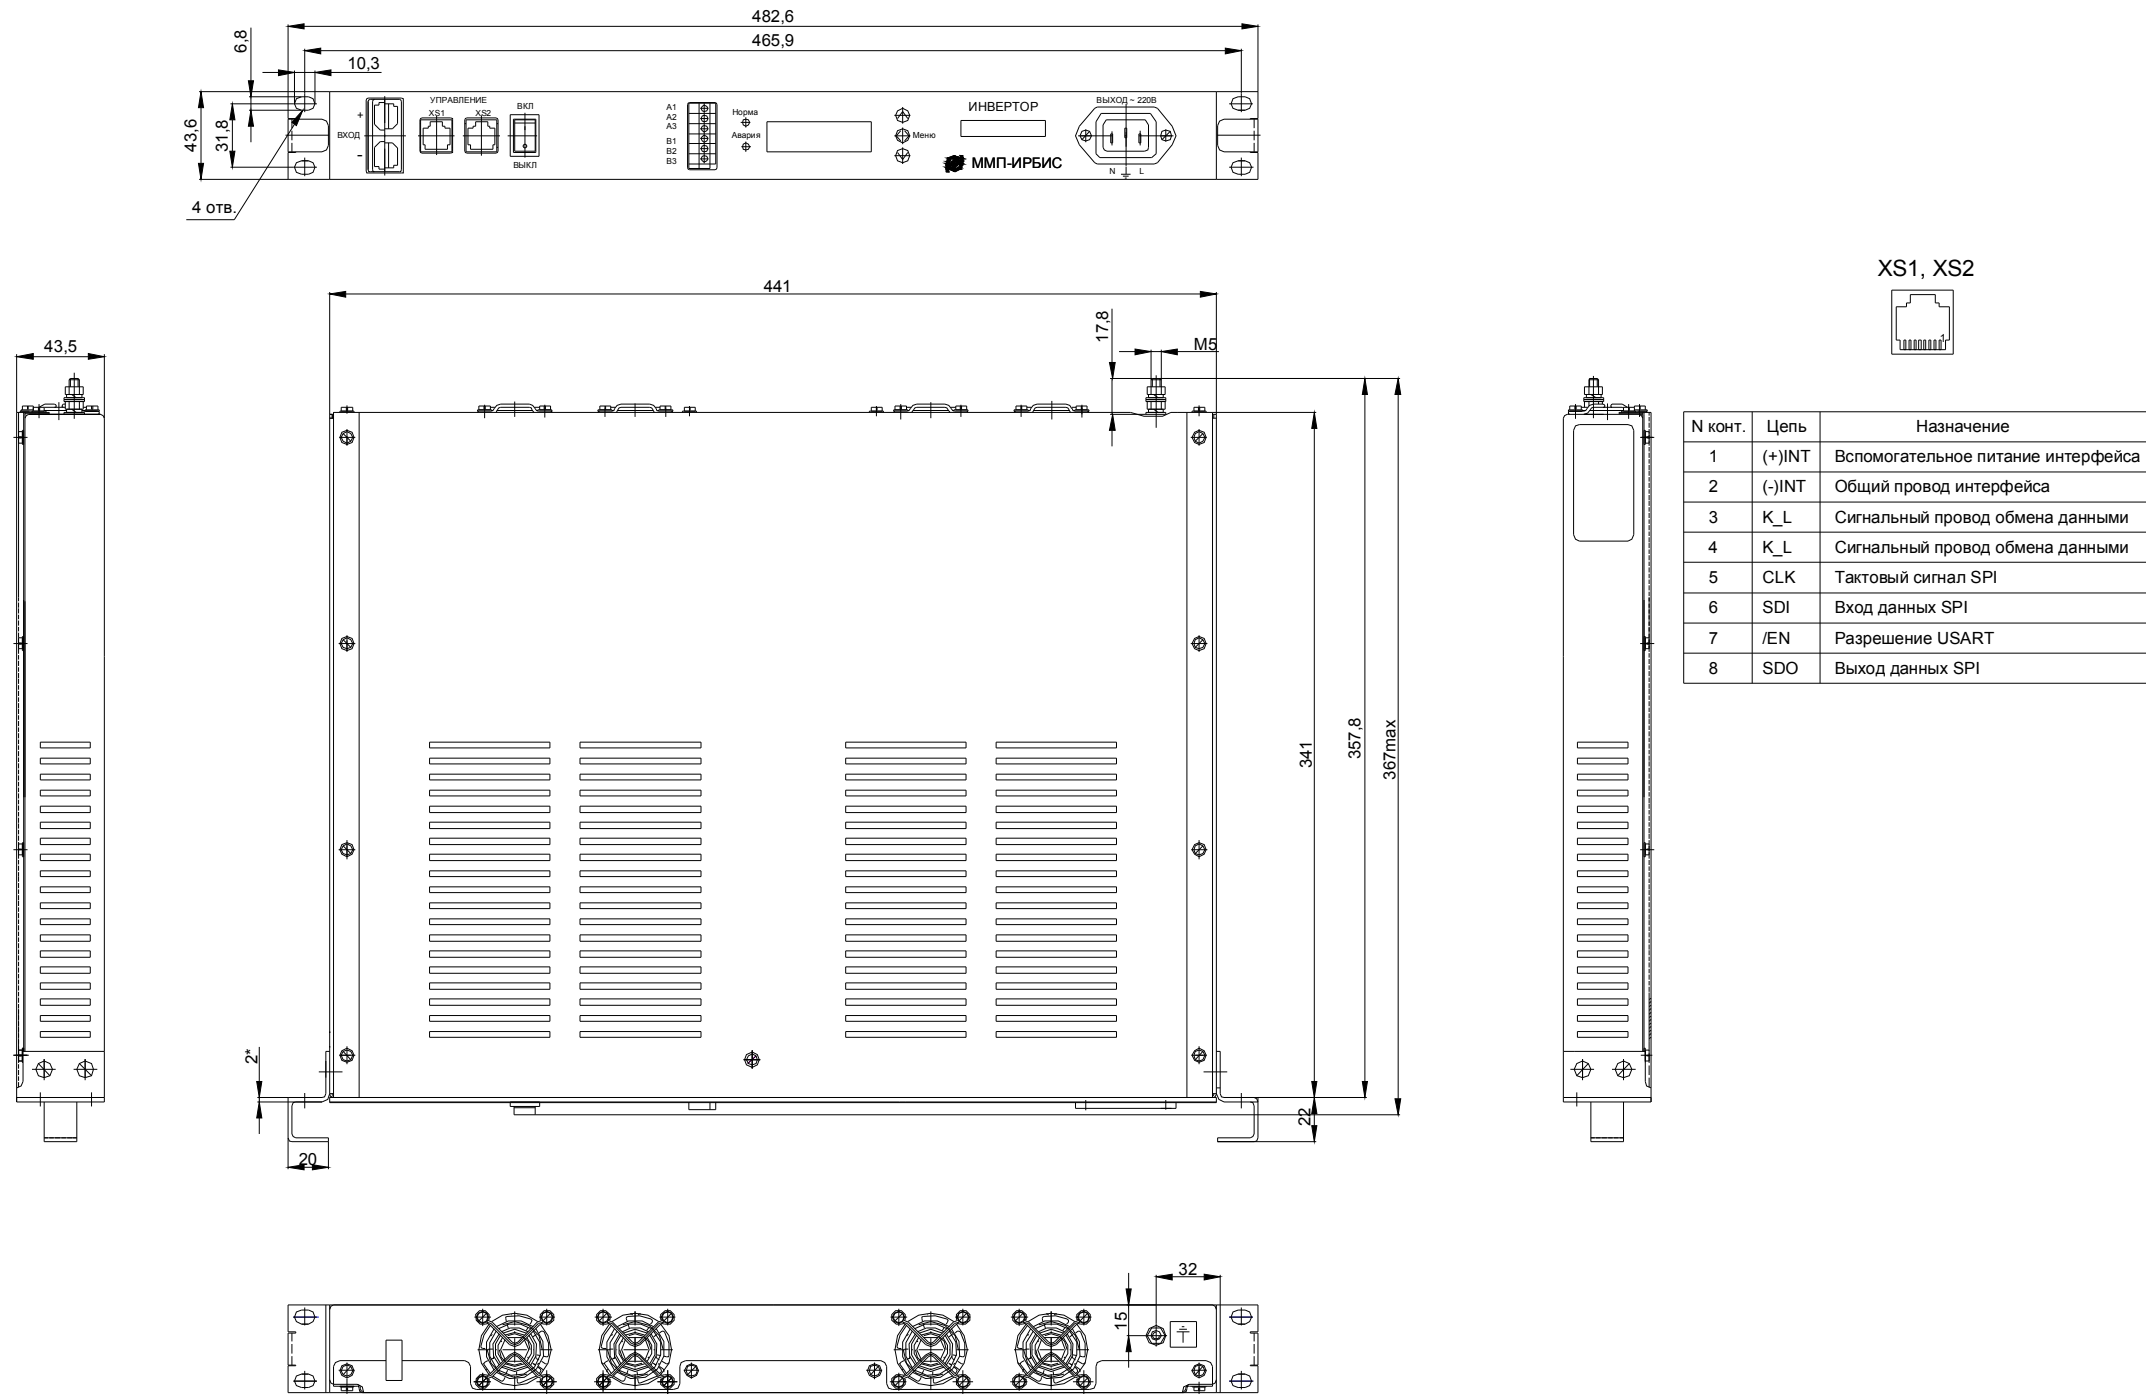 482,6
465,9
6,8
10,3
43,6
31,8
4 отв.
+
ВХОД
-
УПРАВЛЕНИЕ
XS1 XS2
ВКЛ
ВЫКЛ
A1
A2
A3
B1
B2
B3
Норма
Авария
Меню
ИНВЕРТОР
ММП-ИРБИС
ВЫХОД ~ 220В
N L
441
17,8
M5
43,5
341
357,8
367max
22
2*
20
XS1, XS2
1
N конт. Цепь Назначение
1 (+)INT Вспомогательное питание интерфейса
2 (-)INT Общий провод интерфейса
3 K_L Сигнальный провод обмена данными
4 K_L Сигнальный провод обмена данными
5 CLK Тактовый сигнал SPI
6 SDI Вход данных SPI
7 /EN Разрешение USART
8 SDO Выход данных SPI
32
15